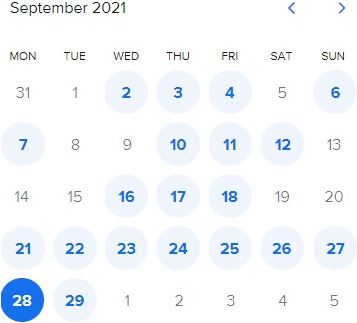 September 2021
MON TUE WED THU FRI SAT SUN
31 1 2 3 4 5 6
7 8 9 10 11 12 13
14 15 16 17 18 19 20
21 22 23 24 25 26 27
28 29 1 2 3 4 5